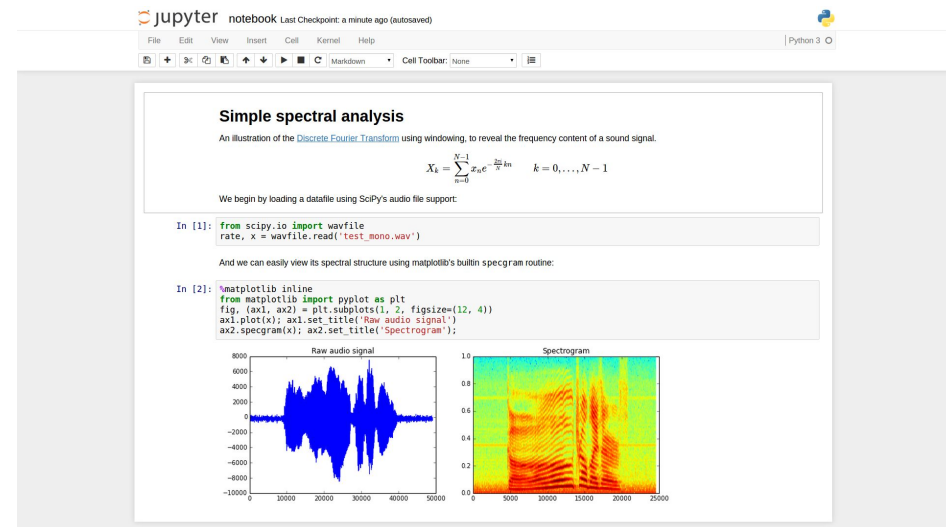 jupyter notebook Last Checkpoint: a minute ago (autosaved)
File Edit View Insert Cell Kernel Help Python 3
Markdown Cell Toolbar: None
Simple spectral analysis
An illustration of the Discrete Fourier Transform using windowing, to reveal the frequency content of a sound signal.
X_k = \sum_{n=0}^{N-1} x_n e^{-\frac{2\pi i}{N} kn} k = 0, . . . , N − 1
We begin by loading a datafile using SciPy's audio file support:
In [1]: from scipy.io import wavfile
rate, x = wavfile.read('test_mono.wav')
And we can easily view its spectral structure using matplotlib's builtin specgram routine:
In [2]: %matplotlib inline
from matplotlib import pyplot as plt
fig, (ax1, ax2) = plt.subplots(1, 2, figsize=(12, 4))
ax1.plot(x); ax1.set_title('Raw audio signal')
ax2.specgram(x); ax2.set_title('Spectrogram');
Raw audio signal
8000
6000
4000
2000
0
−2000
−4000
−6000
−8000
−10000
0 10000 20000 30000 40000 50000
Spectrogram
1.0
0.8
0.6
0.4
0.2
0.0
0 5000 10000 15000 20000 25000